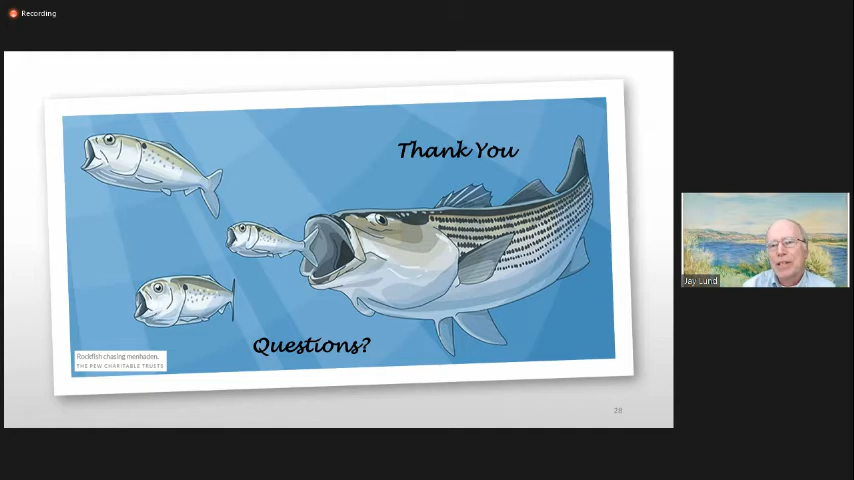 Recording
Thank You
Questions?
Rockfish chasing menhaden.
THE PEW CHARITABLE TRUSTS
28
Jay Lund